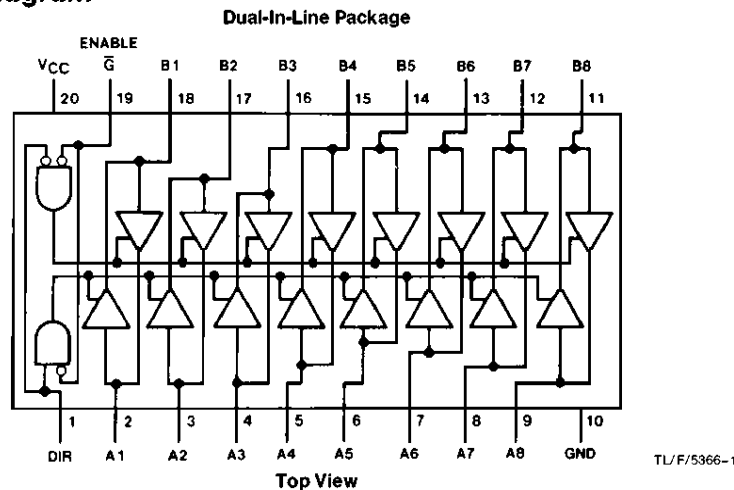 Dual-In-Line Package
ENABLE
VCC G̅ B1 B2 B3 B4 B5 B6 B7 B8
20 19 18 17 16 15 14 13 12 11
1 2 3 4 5 6 7 8 9 10
DIR A1 A2 A3 A4 A5 A6 A7 A8 GND
TL/F/5366–1
Top View